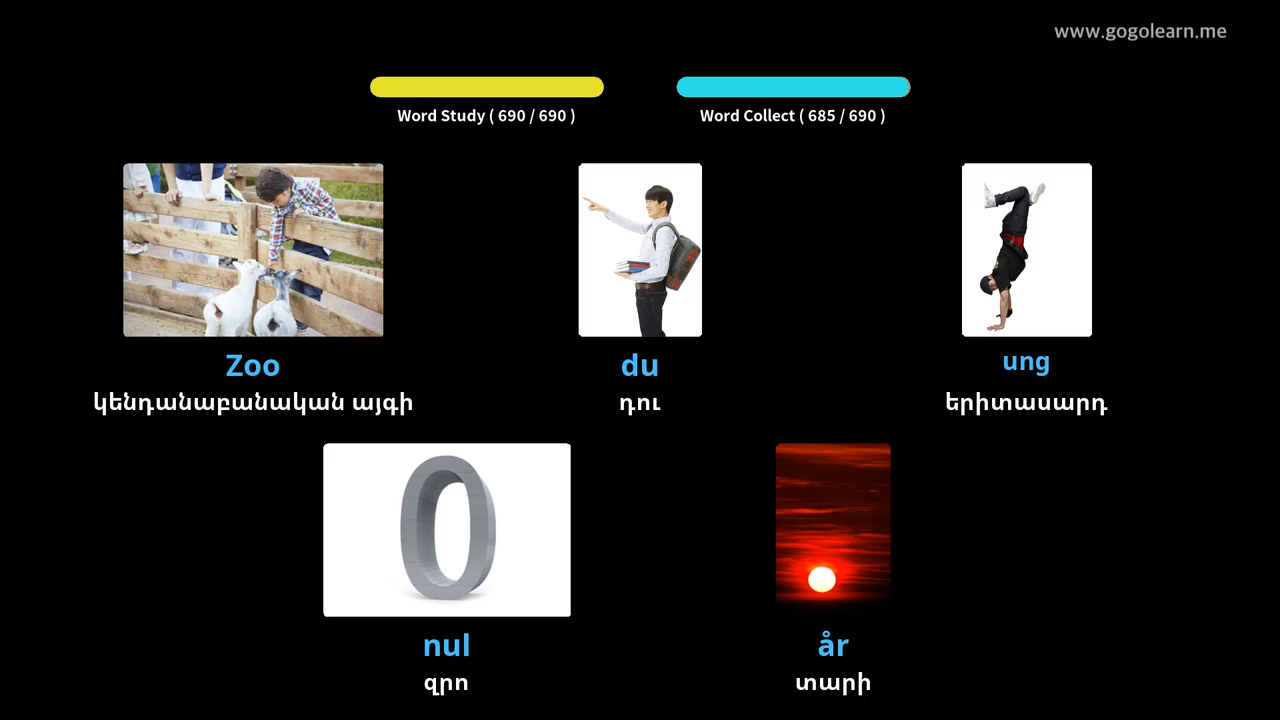 www.gogolearn.me
Word Study ( 690 / 690 )
Word Collect ( 685 / 690 )
Zoo
կենդանաբանական այգի
du
դու
ung
երիտասարդ
nul
զրո
år
տարի